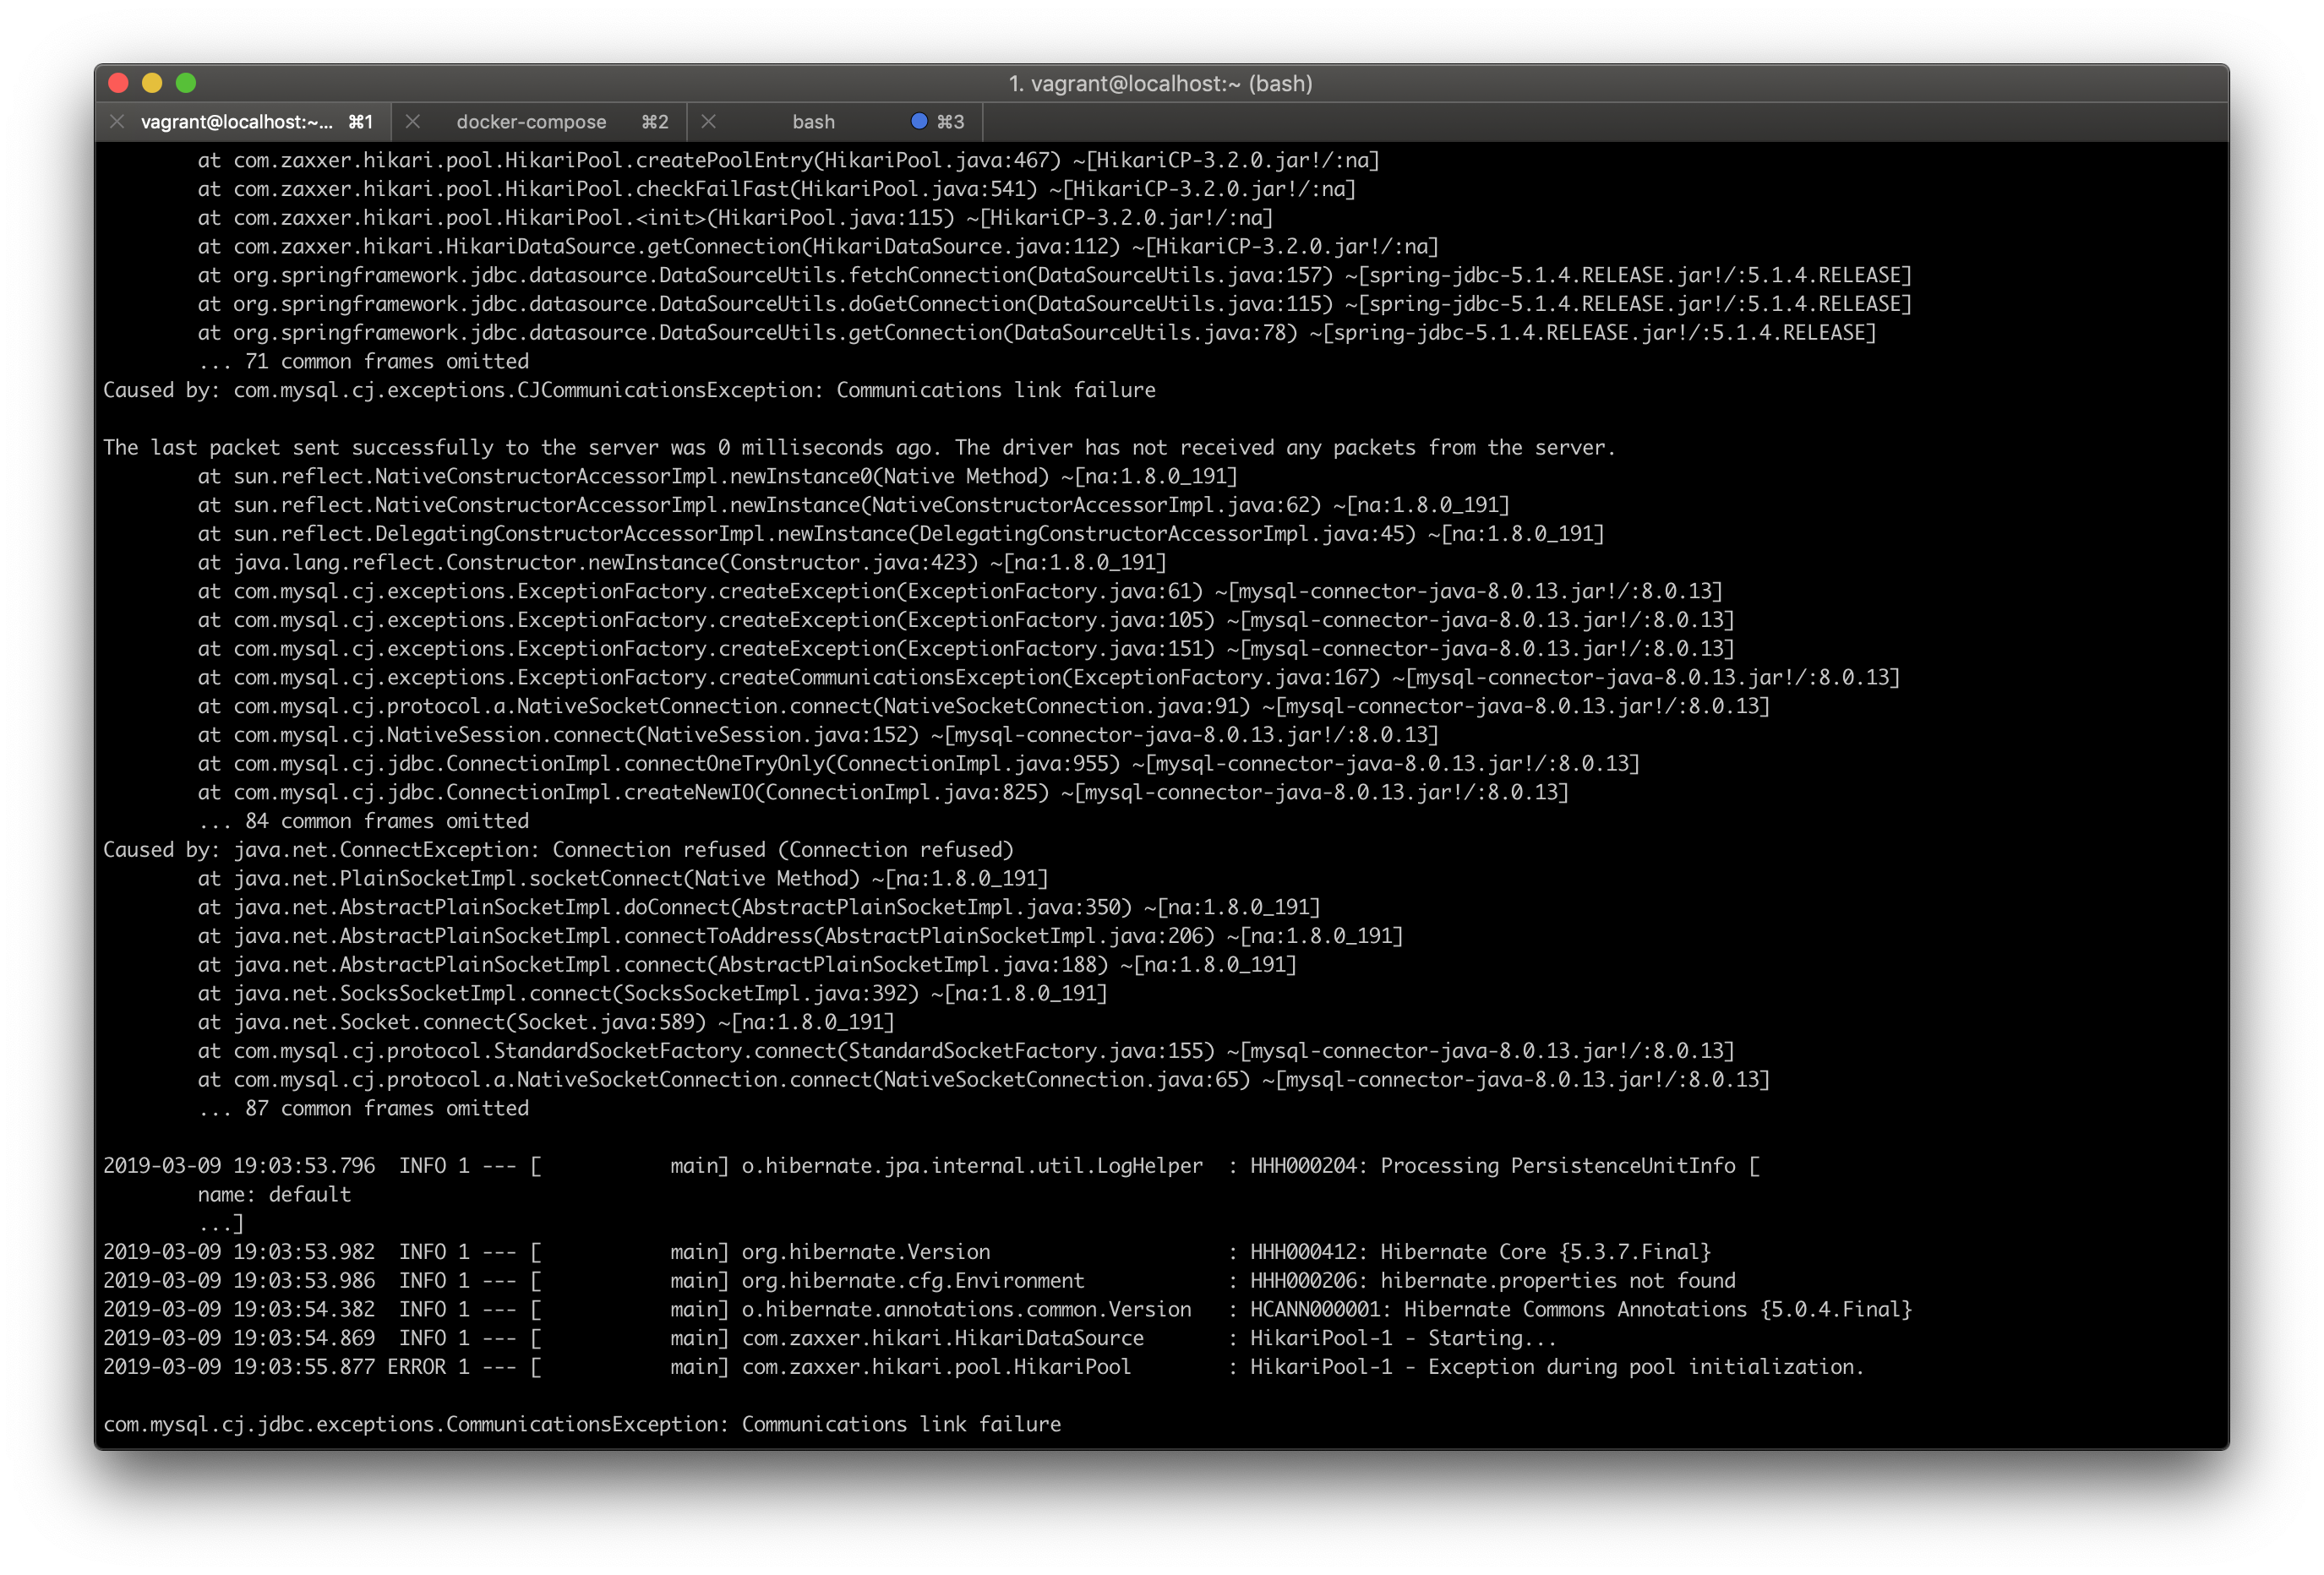 1. vagrant@localhost:~ (bash)
vagrant@localhost:~... ⌘1 docker-compose ⌘2 bash ⌘3
at com.zaxxer.hikari.pool.HikariPool.createPoolEntry(HikariPool.java:467) ~[HikariCP-3.2.0.jar!/:na]
at com.zaxxer.hikari.pool.HikariPool.checkFailFast(HikariPool.java:541) ~[HikariCP-3.2.0.jar!/:na]
at com.zaxxer.hikari.pool.HikariPool.<init>(HikariPool.java:115) ~[HikariCP-3.2.0.jar!/:na]
at com.zaxxer.hikari.HikariDataSource.getConnection(HikariDataSource.java:112) ~[HikariCP-3.2.0.jar!/:na]
at org.springframework.jdbc.datasource.DataSourceUtils.fetchConnection(DataSourceUtils.java:157) ~[spring-jdbc-5.1.4.RELEASE.jar!/:5.1.4.RELEASE]
at org.springframework.jdbc.datasource.DataSourceUtils.doGetConnection(DataSourceUtils.java:115) ~[spring-jdbc-5.1.4.RELEASE.jar!/:5.1.4.RELEASE]
at org.springframework.jdbc.datasource.DataSourceUtils.getConnection(DataSourceUtils.java:78) ~[spring-jdbc-5.1.4.RELEASE.jar!/:5.1.4.RELEASE]
... 71 common frames omitted
Caused by: com.mysql.cj.exceptions.CJCommunicationsException: Communications link failure
The last packet sent successfully to the server was 0 milliseconds ago. The driver has not received any packets from the server.
at sun.reflect.NativeConstructorAccessorImpl.newInstance0(Native Method) ~[na:1.8.0_191]
at sun.reflect.NativeConstructorAccessorImpl.newInstance(NativeConstructorAccessorImpl.java:62) ~[na:1.8.0_191]
at sun.reflect.DelegatingConstructorAccessorImpl.newInstance(DelegatingConstructorAccessorImpl.java:45) ~[na:1.8.0_191]
at java.lang.reflect.Constructor.newInstance(Constructor.java:423) ~[na:1.8.0_191]
at com.mysql.cj.exceptions.ExceptionFactory.createException(ExceptionFactory.java:61) ~[mysql-connector-java-8.0.13.jar!/:8.0.13]
at com.mysql.cj.exceptions.ExceptionFactory.createException(ExceptionFactory.java:105) ~[mysql-connector-java-8.0.13.jar!/:8.0.13]
at com.mysql.cj.exceptions.ExceptionFactory.createException(ExceptionFactory.java:151) ~[mysql-connector-java-8.0.13.jar!/:8.0.13]
at com.mysql.cj.exceptions.ExceptionFactory.createCommunicationsException(ExceptionFactory.java:167) ~[mysql-connector-java-8.0.13.jar!/:8.0.13]
at com.mysql.cj.protocol.a.NativeSocketConnection.connect(NativeSocketConnection.java:91) ~[mysql-connector-java-8.0.13.jar!/:8.0.13]
at com.mysql.cj.NativeSession.connect(NativeSession.java:152) ~[mysql-connector-java-8.0.13.jar!/:8.0.13]
at com.mysql.cj.jdbc.ConnectionImpl.connectOneTryOnly(ConnectionImpl.java:955) ~[mysql-connector-java-8.0.13.jar!/:8.0.13]
at com.mysql.cj.jdbc.ConnectionImpl.createNewIO(ConnectionImpl.java:825) ~[mysql-connector-java-8.0.13.jar!/:8.0.13]
... 84 common frames omitted
Caused by: java.net.ConnectException: Connection refused (Connection refused)
at java.net.PlainSocketImpl.socketConnect(Native Method) ~[na:1.8.0_191]
at java.net.AbstractPlainSocketImpl.doConnect(AbstractPlainSocketImpl.java:350) ~[na:1.8.0_191]
at java.net.AbstractPlainSocketImpl.connectToAddress(AbstractPlainSocketImpl.java:206) ~[na:1.8.0_191]
at java.net.AbstractPlainSocketImpl.connect(AbstractPlainSocketImpl.java:188) ~[na:1.8.0_191]
at java.net.SocksSocketImpl.connect(SocksSocketImpl.java:392) ~[na:1.8.0_191]
at java.net.Socket.connect(Socket.java:589) ~[na:1.8.0_191]
at com.mysql.cj.protocol.StandardSocketFactory.connect(StandardSocketFactory.java:155) ~[mysql-connector-java-8.0.13.jar!/:8.0.13]
at com.mysql.cj.protocol.a.NativeSocketConnection.connect(NativeSocketConnection.java:65) ~[mysql-connector-java-8.0.13.jar!/:8.0.13]
... 87 common frames omitted
2019-03-09 19:03:53.796 INFO 1 --- [ main] o.hibernate.jpa.internal.util.LogHelper : HHH000204: Processing PersistenceUnitInfo [
name: default
...]
2019-03-09 19:03:53.982 INFO 1 --- [ main] org.hibernate.Version : HHH000412: Hibernate Core {5.3.7.Final}
2019-03-09 19:03:53.986 INFO 1 --- [ main] org.hibernate.cfg.Environment : HHH000206: hibernate.properties not found
2019-03-09 19:03:54.382 INFO 1 --- [ main] o.hibernate.annotations.common.Version : HCANN000001: Hibernate Commons Annotations {5.0.4.Final}
2019-03-09 19:03:54.869 INFO 1 --- [ main] com.zaxxer.hikari.HikariDataSource : HikariPool-1 - Starting...
2019-03-09 19:03:55.877 ERROR 1 --- [ main] com.zaxxer.hikari.pool.HikariPool : HikariPool-1 - Exception during pool initialization.
com.mysql.cj.jdbc.exceptions.CommunicationsException: Communications link failure